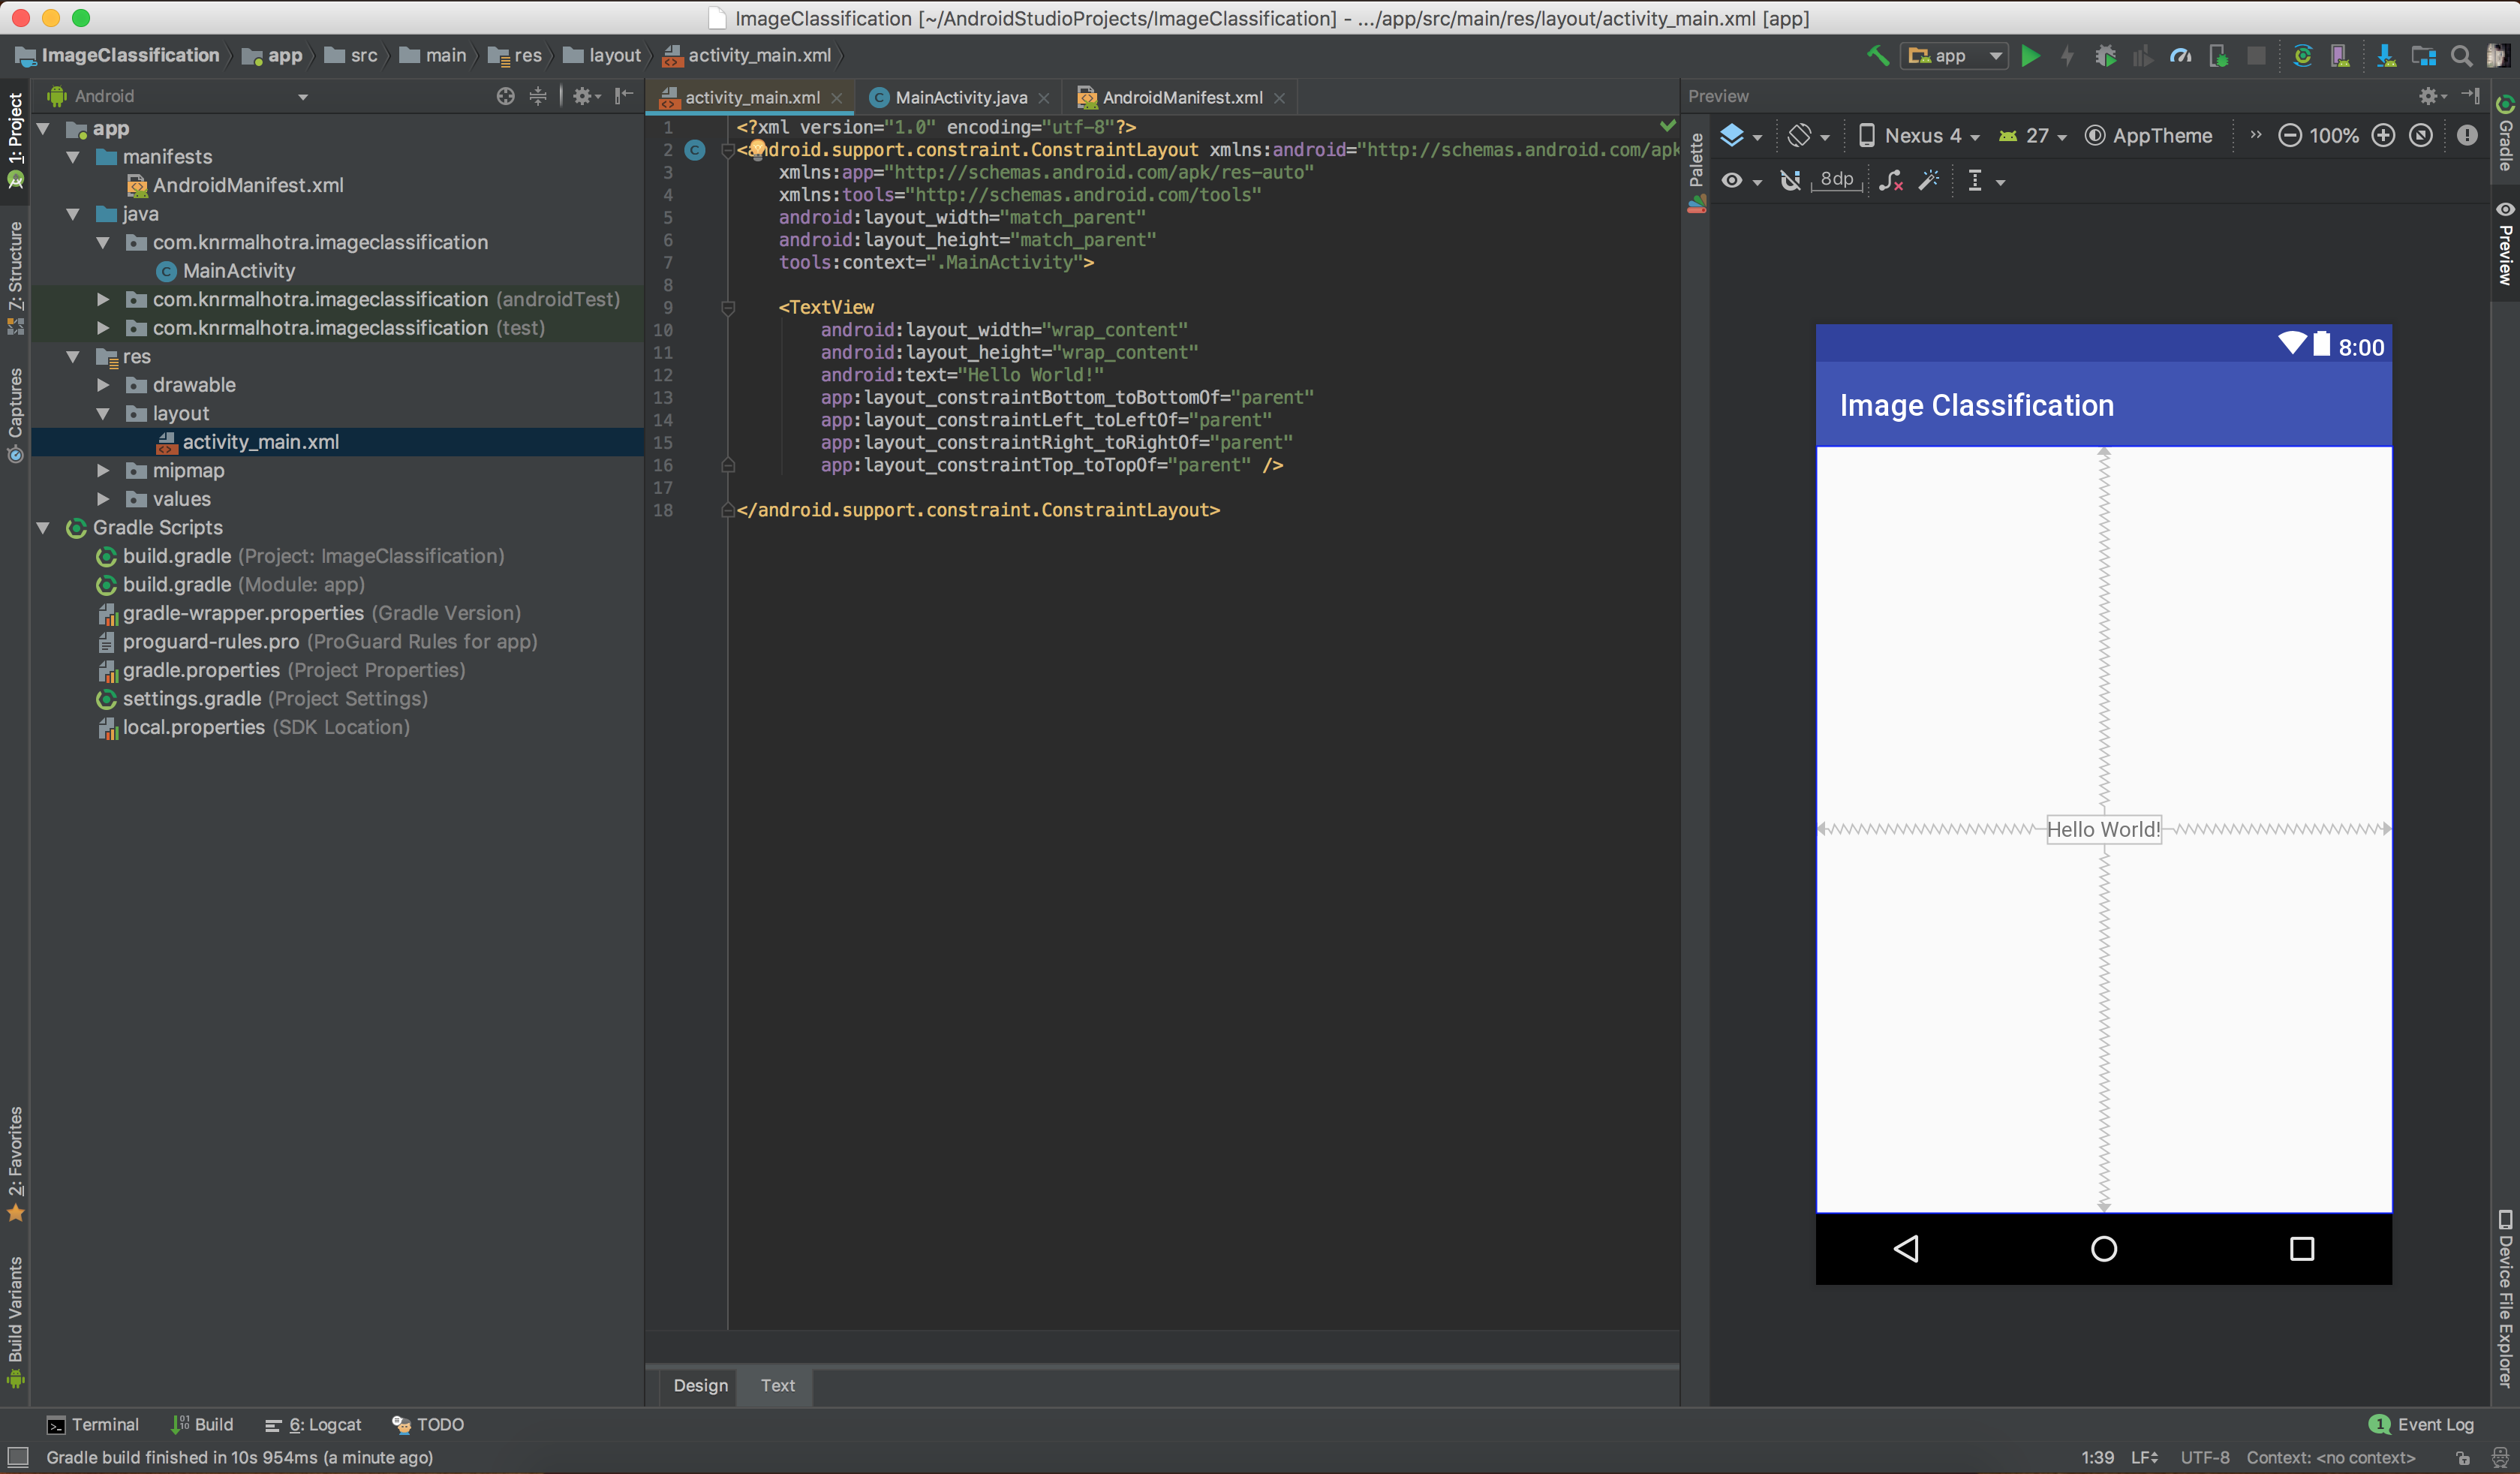 ImageClassification [~/AndroidStudioProjects/ImageClassification] - .../app/src/main/res/layout/activity_main.xml [app]
ImageClassification app src main res layout activity_main.xml
app
1: Project
Z: Structure
Captures
2: Favorites
Build Variants
Android
app
manifests
AndroidManifest.xml
java
com.knrmalhotra.imageclassification
MainActivity
com.knrmalhotra.imageclassification (androidTest)
com.knrmalhotra.imageclassification (test)
res
drawable
layout
activity_main.xml
mipmap
values
Gradle Scripts
build.gradle (Project: ImageClassification)
build.gradle (Module: app)
gradle-wrapper.properties (Gradle Version)
proguard-rules.pro (ProGuard Rules for app)
gradle.properties (Project Properties)
settings.gradle (Project Settings)
local.properties (SDK Location)
activity_main.xml MainActivity.java AndroidManifest.xml
1 <?xml version="1.0" encoding="utf-8"?>
2 <android.support.constraint.ConstraintLayout xmlns:android="http://schemas.android.com/apk
3 xmlns:app="http://schemas.android.com/apk/res-auto"
4 xmlns:tools="http://schemas.android.com/tools"
5 android:layout_width="match_parent"
6 android:layout_height="match_parent"
7 tools:context=".MainActivity">
8
9 <TextView
10 android:layout_width="wrap_content"
11 android:layout_height="wrap_content"
12 android:text="Hello World!"
13 app:layout_constraintBottom_toBottomOf="parent"
14 app:layout_constraintLeft_toLeftOf="parent"
15 app:layout_constraintRight_toRightOf="parent"
16 app:layout_constraintTop_toTopOf="parent" />
17
18 </android.support.constraint.ConstraintLayout>
Design Text
Preview
Palette
Nexus 4 27 AppTheme 100%
8dp
8:00
Image Classification
Hello World!
Gradle
Preview
Device File Explorer
Terminal Build 6: Logcat TODO
1 Event Log
Gradle build finished in 10s 954ms (a minute ago)
1:39 LF UTF-8 Context: <no context>